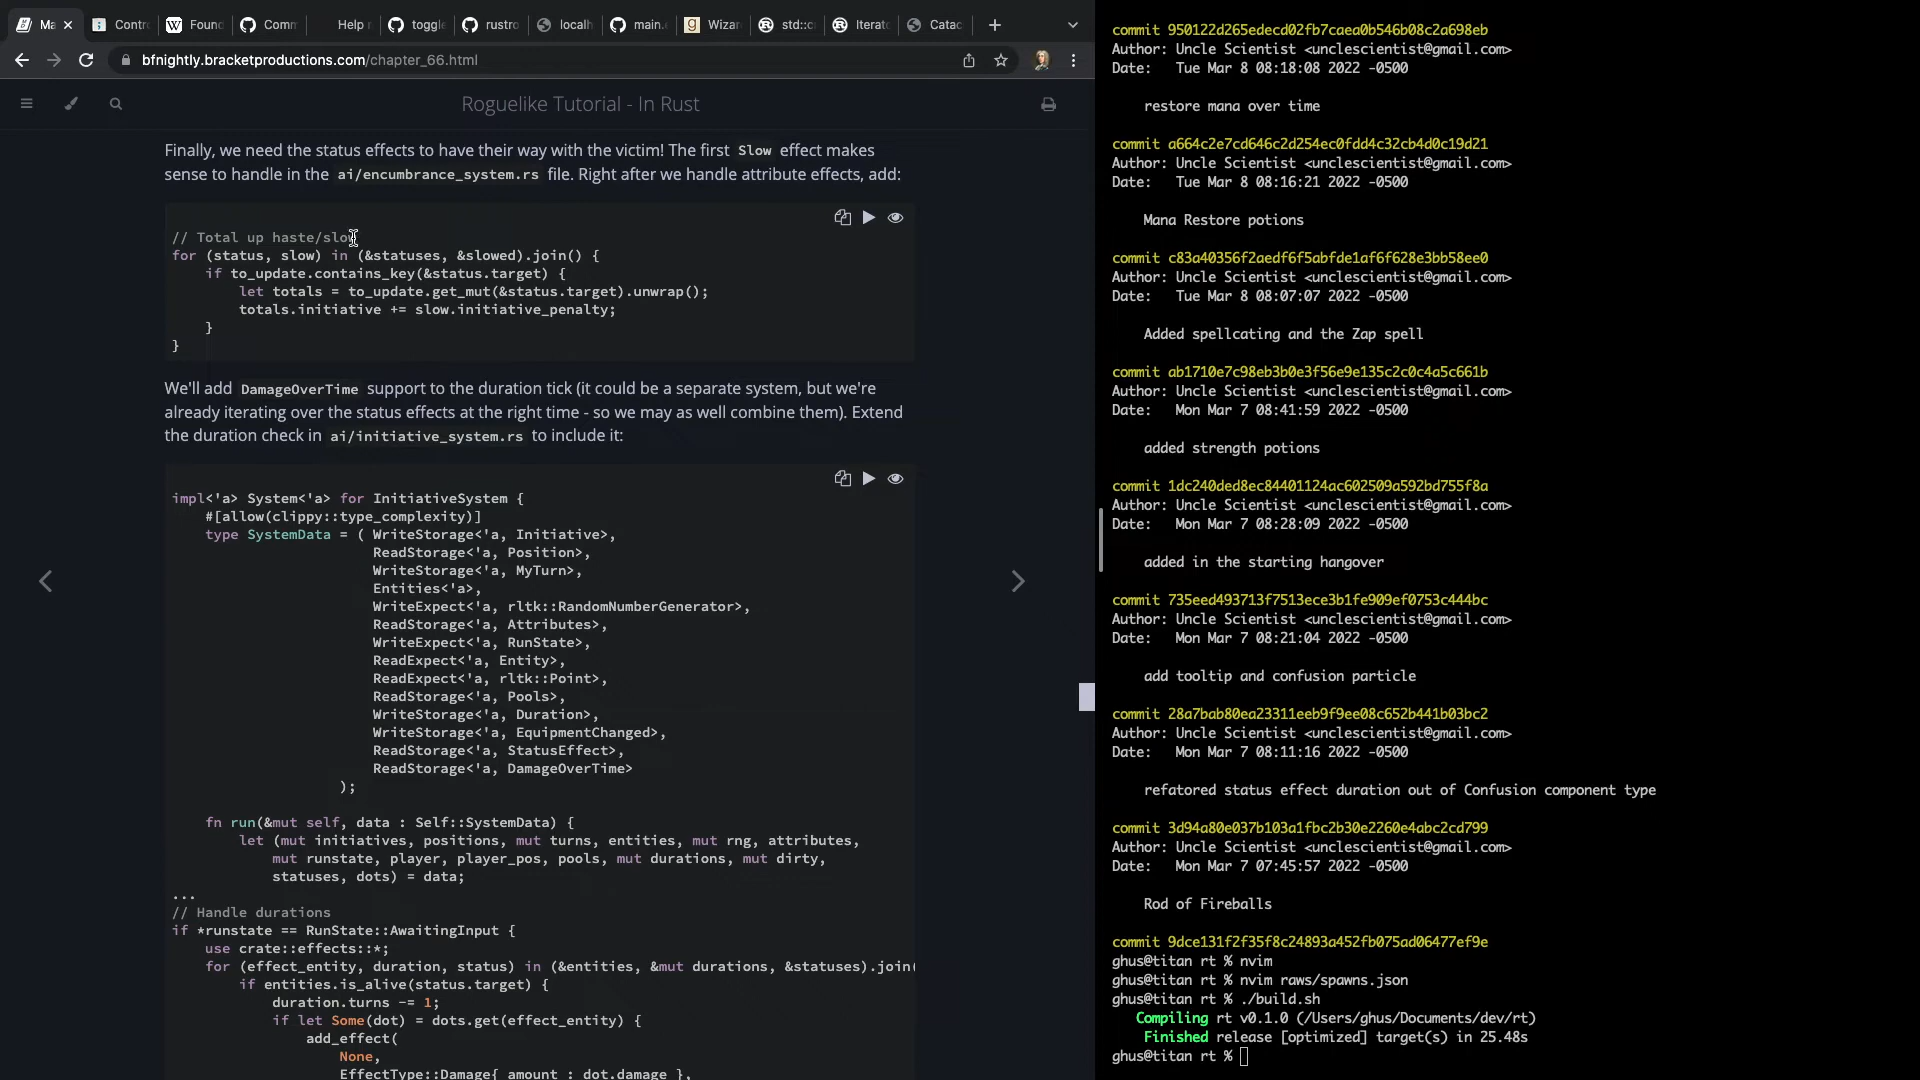 Ma
Contro
Found
Comm
Help
toggle
rustro
localh
main.
Wizar
std::c
Iterato
Catac
bfnightly.bracketproductions.com/chapter_66.html
Roguelike Tutorial - In Rust
Finally, we need the status effects to have their way with the victim! The first Slow effect makes
sense to handle in the ai/encumbrance_system.rs file. Right after we handle attribute effects, add:
// Total up haste/slow
for (status, slow) in (&statuses, &slowed).join() {
if to_update.contains_key(&status.target) {
let totals = to_update.get_mut(&status.target).unwrap();
totals.initiative += slow.initiative_penalty;
}
}
We'll add DamageOverTime support to the duration tick (it could be a separate system, but we're
already iterating over the status effects at the right time - so we may as well combine them). Extend
the duration check in ai/initiative_system.rs to include it:
impl<'a> System<'a> for InitiativeSystem {
#[allow(clippy::type_complexity)]
type SystemData = ( WriteStorage<'a, Initiative>,
ReadStorage<'a, Position>,
WriteStorage<'a, MyTurn>,
Entities<'a>,
WriteExpect<'a, rltk::RandomNumberGenerator>,
ReadStorage<'a, Attributes>,
WriteExpect<'a, RunState>,
ReadExpect<'a, Entity>,
ReadExpect<'a, rltk::Point>,
ReadStorage<'a, Pools>,
WriteStorage<'a, Duration>,
WriteStorage<'a, EquipmentChanged>,
ReadStorage<'a, StatusEffect>,
ReadStorage<'a, DamageOverTime>
);
fn run(&mut self, data : Self::SystemData) {
let (mut initiatives, positions, mut turns, entities, mut rng, attributes,
mut runstate, player, player_pos, pools, mut durations, mut dirty,
statuses, dots) = data;
...
// Handle durations
if *runstate == RunState::AwaitingInput {
use crate::effects::*;
for (effect_entity, duration, status) in (&entities, &mut durations, &statuses).join(
if entities.is_alive(status.target) {
duration.turns -= 1;
if let Some(dot) = dots.get(effect_entity) {
add_effect(
None,
EffectType::Damage{ amount : dot.damage },
commit 950122d265edecd02fb7caea0b546b08c2a698eb
Author: Uncle Scientist <unclescientist@gmail.com>
Date:   Tue Mar 8 08:18:08 2022 -0500
restore mana over time
commit a664c2e7cd646c2d254ec0fdd4c32cb4d0c19d21
Author: Uncle Scientist <unclescientist@gmail.com>
Date:   Tue Mar 8 08:16:21 2022 -0500
Mana Restore potions
commit c83a40356f2aedf6f5abfde1af6f628e3bb58ee0
Author: Uncle Scientist <unclescientist@gmail.com>
Date:   Tue Mar 8 08:07:07 2022 -0500
Added spellcating and the Zap spell
commit ab1710e7c98eb3b0e3f56e9e135c2c0c4a5c661b
Author: Uncle Scientist <unclescientist@gmail.com>
Date:   Mon Mar 7 08:41:59 2022 -0500
added strength potions
commit 1dc240ded8ec84401124ac602509a592bd755f8a
Author: Uncle Scientist <unclescientist@gmail.com>
Date:   Mon Mar 7 08:28:09 2022 -0500
added in the starting hangover
commit 735eed493713f7513ece3b1fe909ef0753c444bc
Author: Uncle Scientist <unclescientist@gmail.com>
Date:   Mon Mar 7 08:21:04 2022 -0500
add tooltip and confusion particle
commit 28a7bab80ea23311eeb9f9ee08c652b441b03bc2
Author: Uncle Scientist <unclescientist@gmail.com>
Date:   Mon Mar 7 08:11:16 2022 -0500
refatored status effect duration out of Confusion component type
commit 3d94a80e037b103a1fbc2b30e2260e4abc2cd799
Author: Uncle Scientist <unclescientist@gmail.com>
Date:   Mon Mar 7 07:45:57 2022 -0500
Rod of Fireballs
commit 9dce131f2f35f8c24893a452fb075ad06477ef9e
ghus@titan rt % nvim
ghus@titan rt % nvim raws/spawns.json
ghus@titan rt % ./build.sh
Compiling rt v0.1.0 (/Users/ghus/Documents/dev/rt)
Finished release [optimized] target(s) in 25.48s
ghus@titan rt %